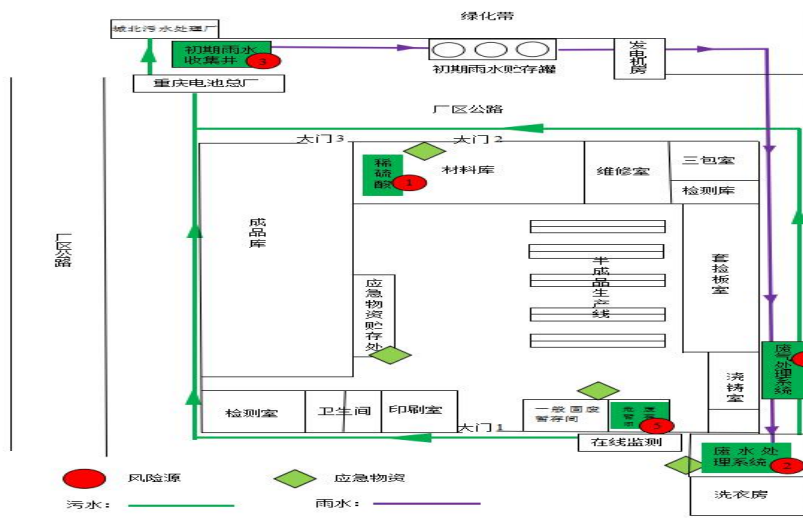 绿化带
城北污水处理厂
初期雨水
收集井
3
初期雨水贮存罐
发电机房
重庆电池总厂
厂区公路
大门3
大门2
稀硫酸
1
材料库
维修室
三包室
检测库
成品库
厂区公路
半成品生产线
套捡板室
应急物资贮存处
废气处理系统
浇铸室
检测室
卫生间
印刷室
一般固废
暂存间
5
大门1
在线监测
废水处
理系统
2
洗衣房
风险源
应急物资
污水:
雨水: